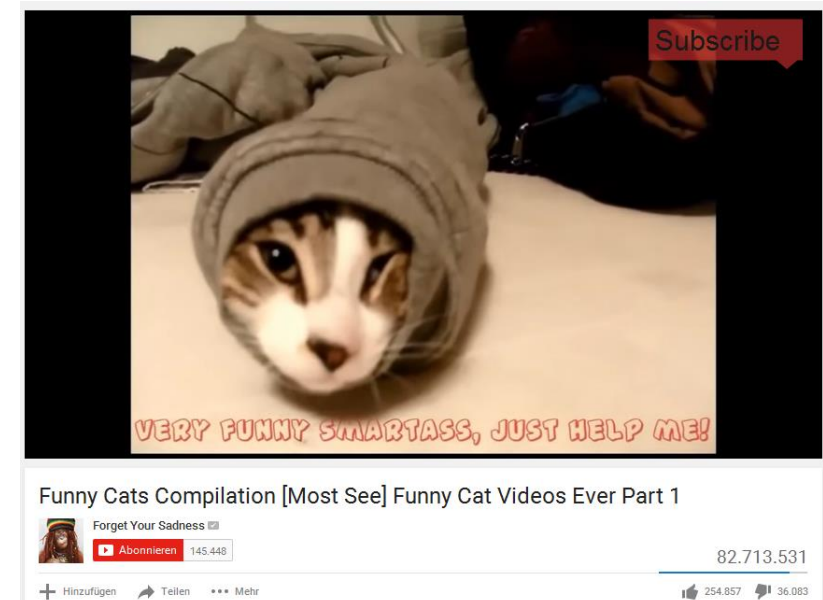 Subscribe
VERY FUNNY SMARTASS, JUST HELP ME!
Funny Cats Compilation [Most See] Funny Cat Videos Ever Part 1
Forget Your Sadness
Abonnieren 145.448
82.713.531
Hinzufügen Teilen Mehr 254.857 36.083